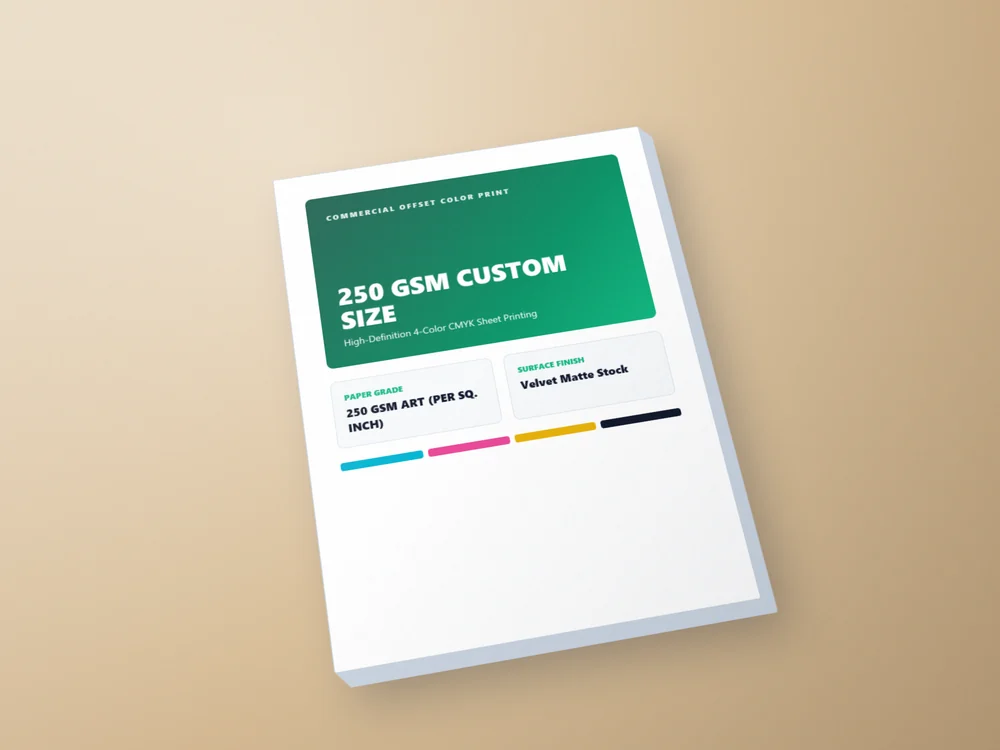 COMMERCIAL OFFSET COLOR PRINT
250 GSM CUSTOM
SIZE
High-Definition 4-Color CMYK Sheet Printing
PAPER GRADE
250 GSM ART (PER SQ.
INCH)
SURFACE FINISH
Velvet Matte Stock